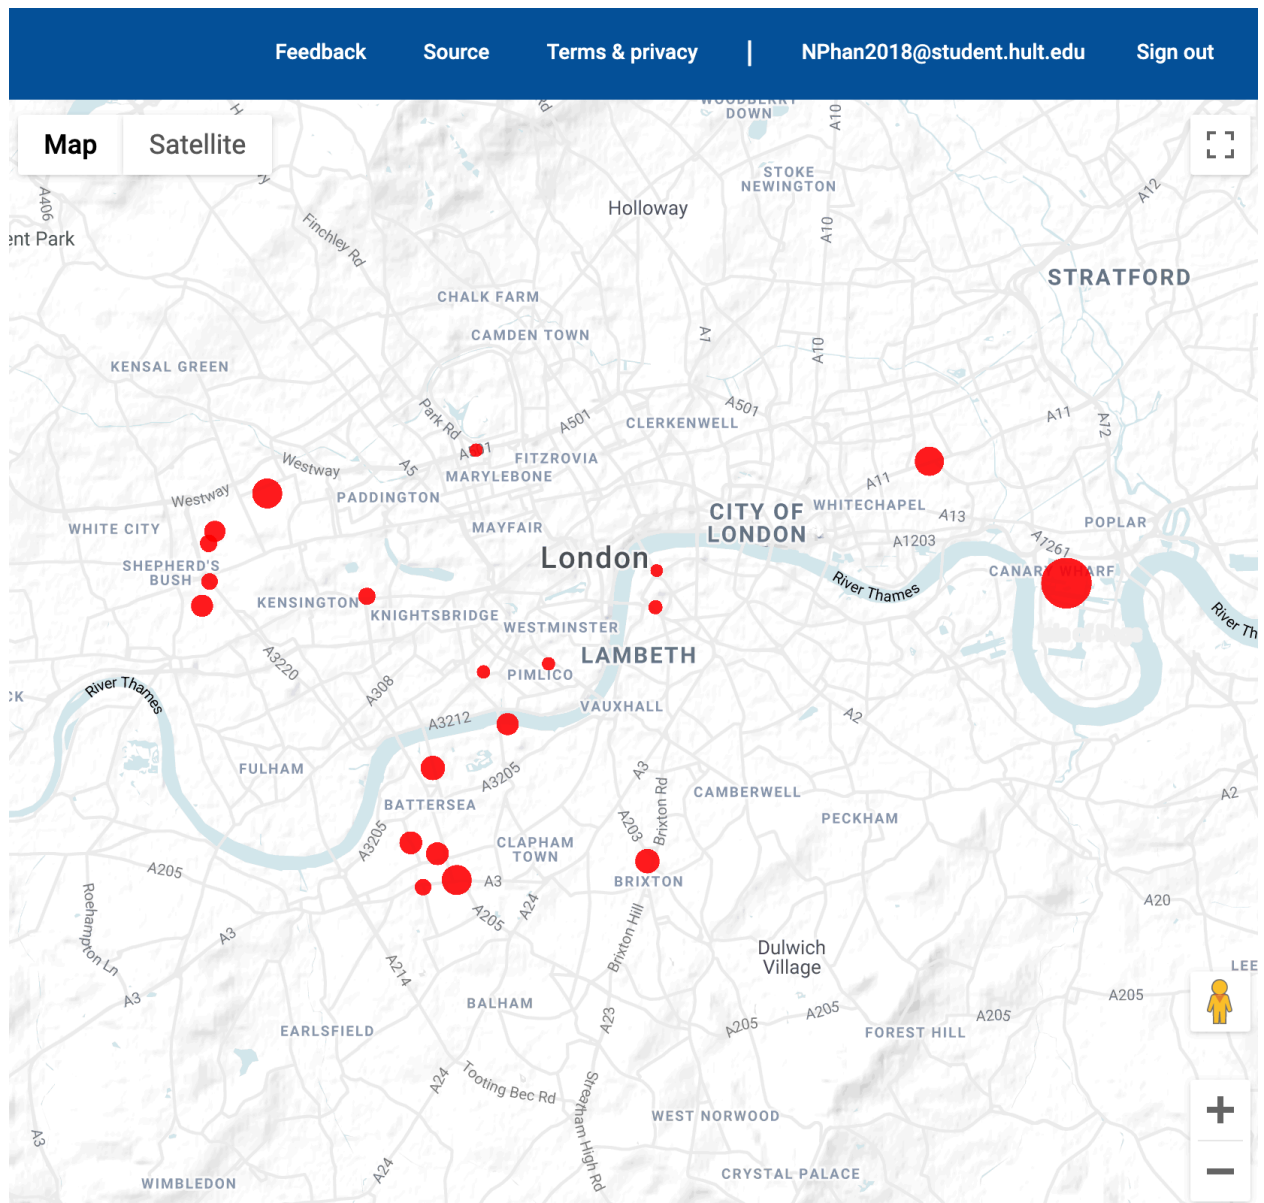 Feedback Source Terms & privacy | NPhan2018@student.hult.edu Sign out
Map Satellite
DOWN
A10
A406
Rd
STOKE
NEWINGTON
A12
Holloway
A10
Finchley Rd
ent Park
STRATFORD
CHALK FARM
CAMDEN TOWN
A1
A10
KENSAL GREEN
Park Rd
A501
A501
CLERKENWELL
A11
A12
A5
FITZROVIA
MARYLEBONE
Westway
Westway
PADDINGTON
A11
WHITECHAPEL
A13
CITY OF
LONDON
WHITE CITY
MAYFAIR
POPLAR
A1203
A1261
London
SHEPHERD'S
BUSH
CANARY WHARF
River Thames
KENSINGTON
KNIGHTSBRIDGE
WESTMINSTER
River Th
LAMBETH
A3220
PIMLICO
A308
River Thames
CK
VAUXHALL
A3212
A2
FULHAM
A3205
A3
BATTERSEA
CAMBERWELL
A2
Brixton Rd
A203
PECKHAM
A3205
CLAPHAM
TOWN
A205
A3
BRIXTON
A24
A205
A20
Roehampton Ln
A3
Brixton Hill
Dulwich
Village
A214
LEE
A3
BALHAM
A23
A205
A205
A205
A205
EARLSFIELD
FOREST HILL
A24
Tooting Bec Rd
Streatham High Rd
WEST NORWOOD
A3
A24
CRYSTAL PALACE
WIMBLEDON